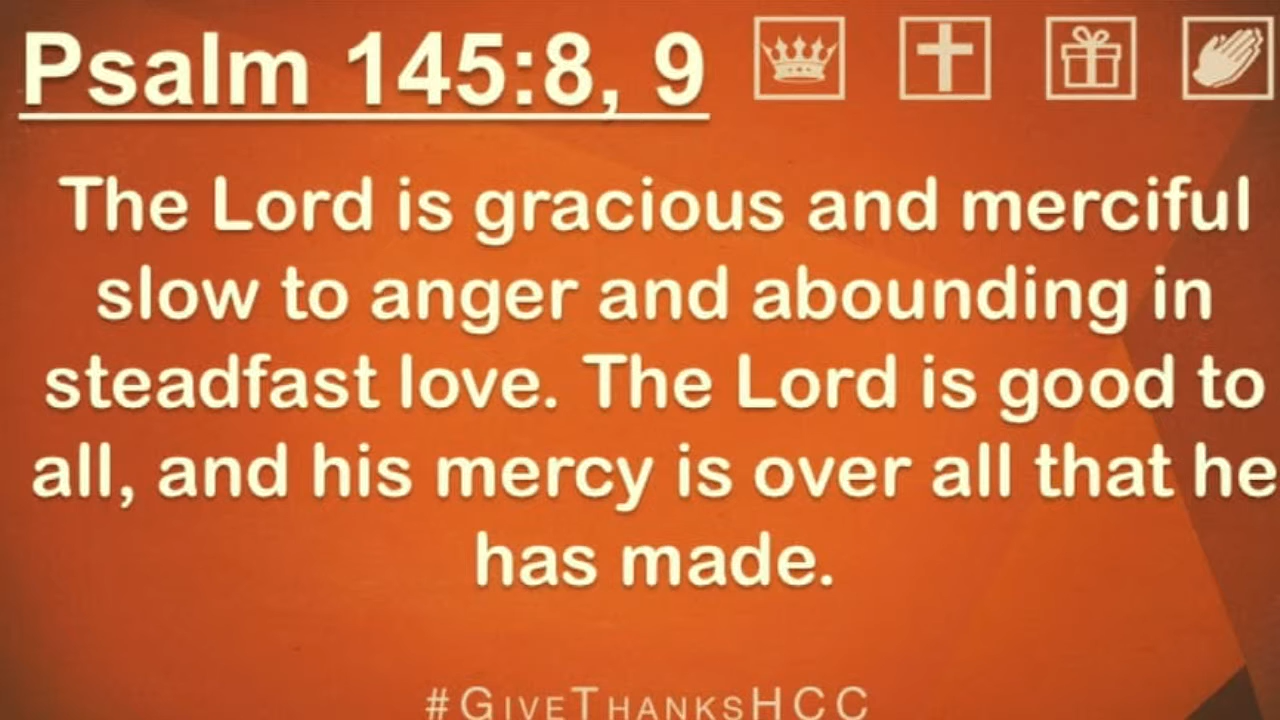 Psalm 145:8, 9
The Lord is gracious and merciful
slow to anger and abounding in
steadfast love. The Lord is good to
all, and his mercy is over all that he
has made.
#GIVETHANKSHCC